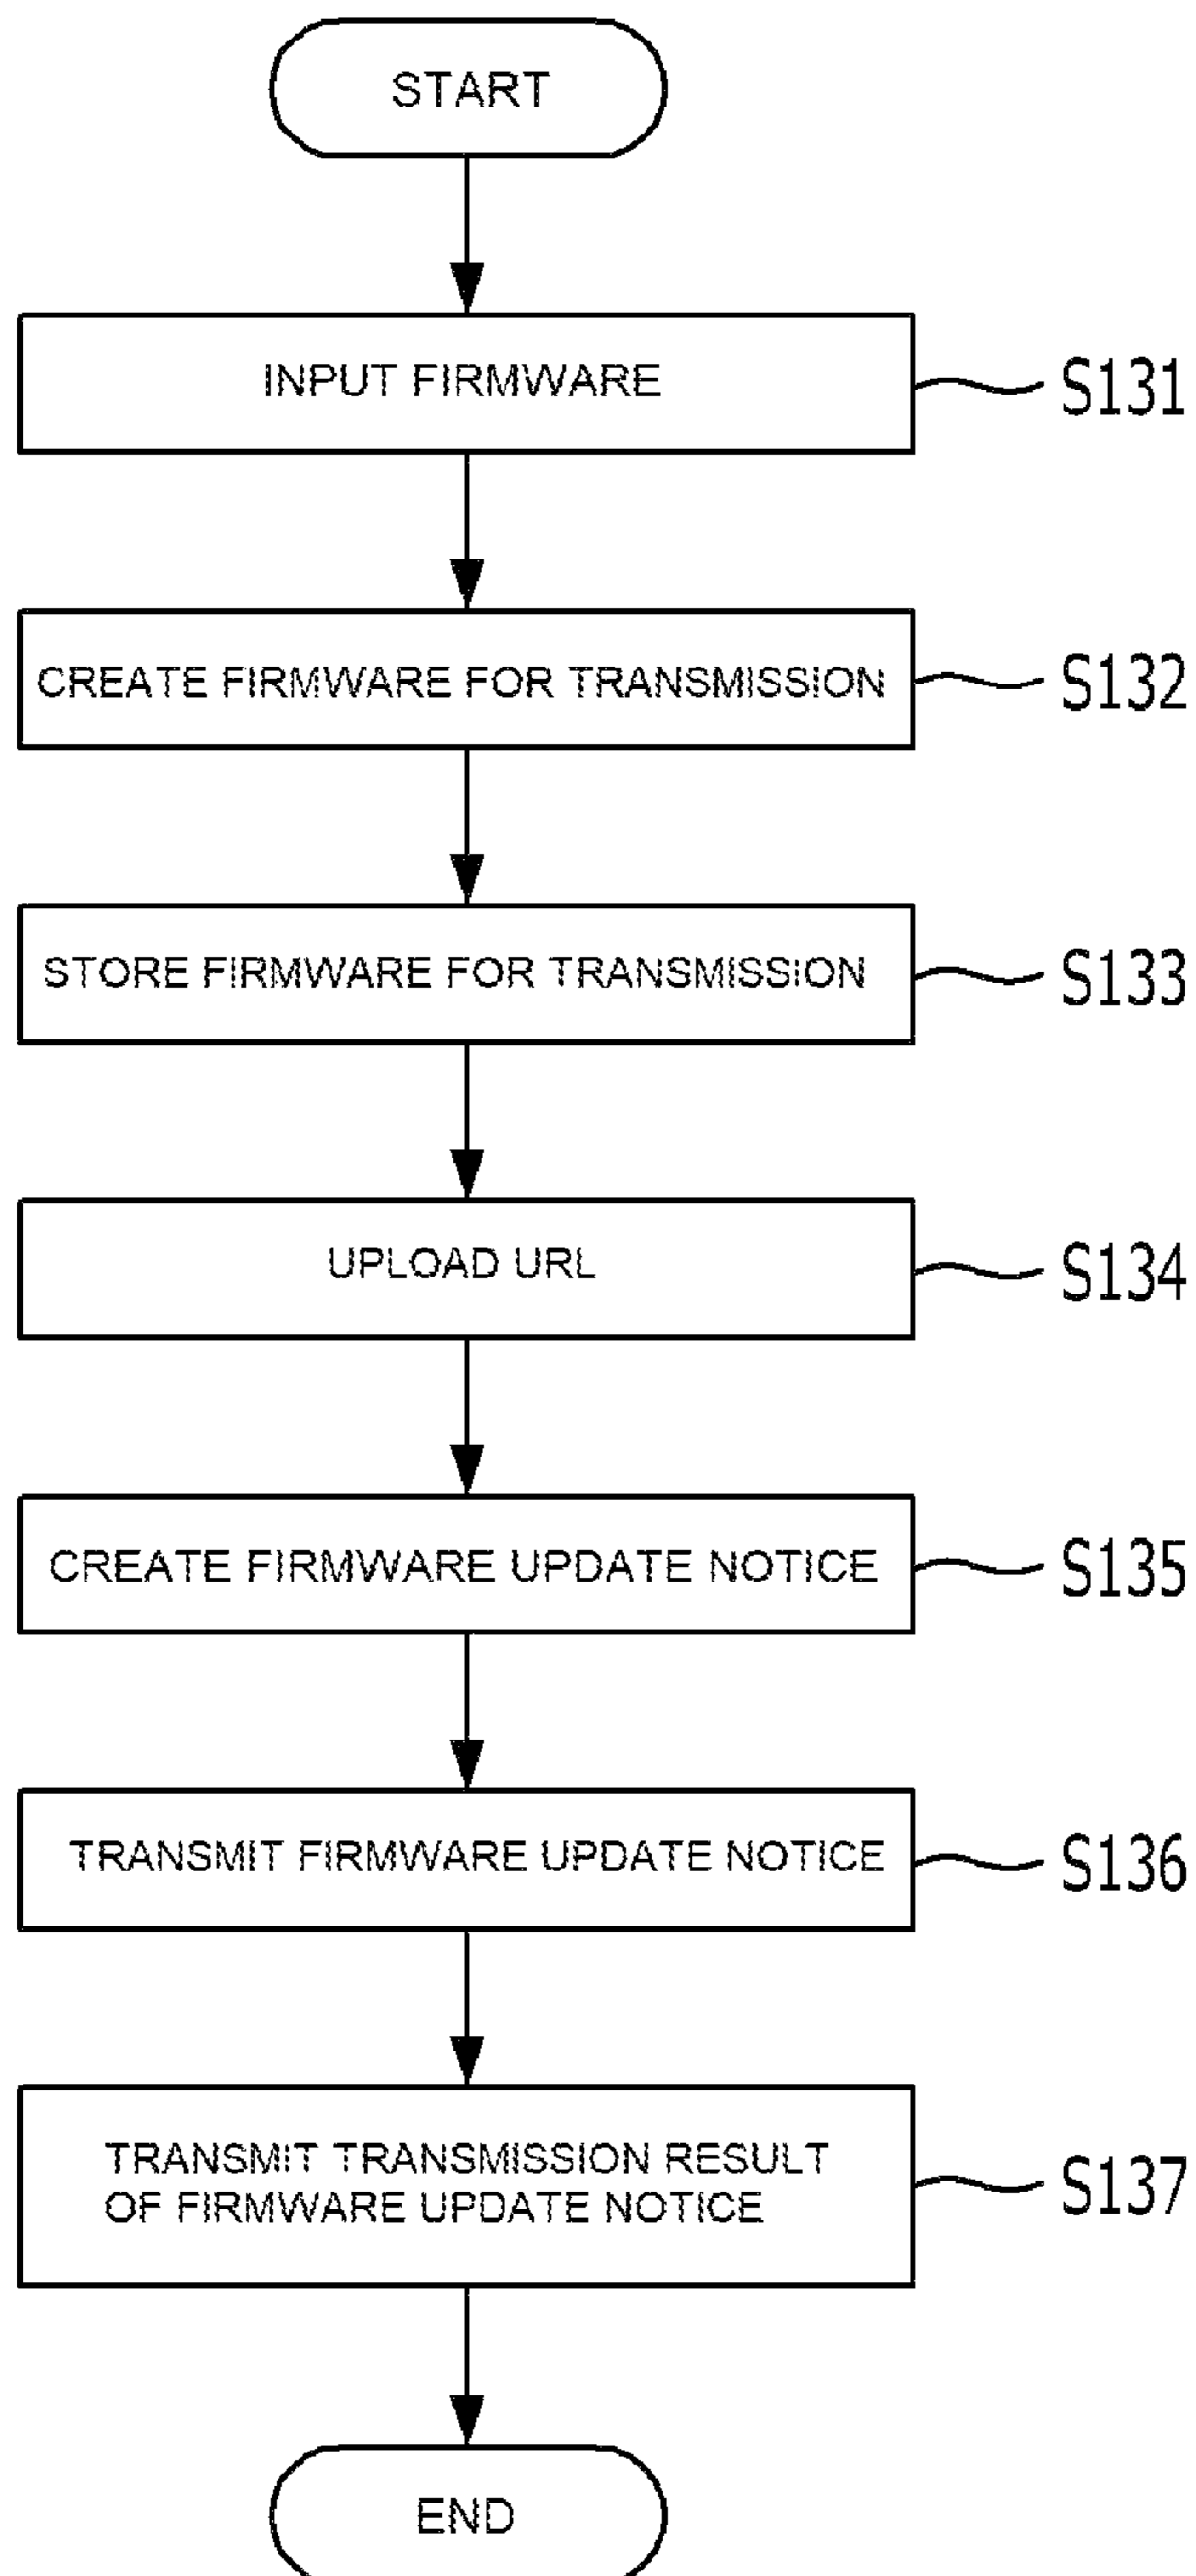 START
INPUT FIRMWARE
S131
CREATE FIRMWARE FOR TRANSMISSION
S132
STORE FIRMWARE FOR TRANSMISSION
S133
UPLOAD URL
S134
CREATE FIRMWARE UPDATE NOTICE
S135
TRANSMIT FIRMWARE UPDATE NOTICE
S136
TRANSMIT TRANSMISSION RESULT
OF FIRMWARE UPDATE NOTICE
S137
END